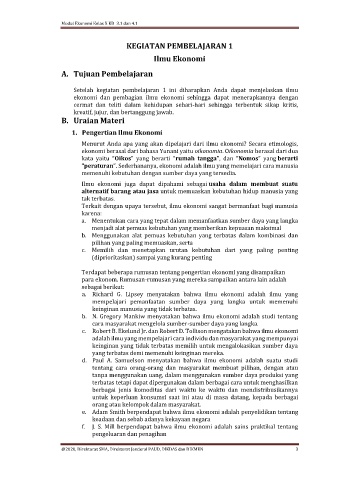 Modul Ekonomi Kelas X KD 3.1 dan 4.1
KEGIATAN PEMBELAJARAN 1
Ilmu Ekonomi
A. Tujuan Pembelajaran
Setelah kegiatan pembelajaran 1 ini diharapkan Anda dapat menjelaskan ilmu
ekonomi dan pembagian ilmu ekonomi sehingga dapat menerapkannya dengan
cermat dan teliti dalam kehidupan sehari-hari sehingga terbentuk sikap kritis,
kreatif, jujur, dan bertanggung jawab.
B. Uraian Materi
1. Pengertian Ilmu Ekonomi
Menurut Anda apa yang akan dipelajari dari ilmu ekonomi? Secara etimologis,
ekonomi berasal dari bahasa Yunani yaitu oikonomia. Oikonomia berasal dari dua
kata yaitu "Oikos" yang berarti "rumah tangga", dan "Nomos" yang berarti
"peraturan". Sederhananya, ekonomi adalah ilmu yang memelajari cara manusia
memenuhi kebutuhan dengan sumber daya yang tersedia.
Ilmu ekonomi juga dapat dipahami sebagai usaha dalam membuat suatu
alternatif barang atau jasa untuk memuaskan kebutuhan hidup manusia yang
tak terbatas.
Terkait dengan upaya tersebut, ilmu ekonomi sangat bermanfaat bagi manusia
karena:
a. Menentukan cara yang tepat dalam memanfaatkan sumber daya yang langka
menjadi alat pemuas kebutuhan yang memberikan kepuasan maksimal
b. Menggunakan alat pemuas kebutuhan yang terbatas dalam kombinasi dan
pilihan yang paling memuaskan, serta
c. Memilih dan menetapkan urutan kebutuhan dari yang paling penting
(diprioritaskan) sampai yang kurang penting
Terdapat beberapa rumusan tentang pengertian ekonomi yang disampaikan
para ekonom. Rumusan-rumusan yang mereka sampaikan antara lain adalah
sebagai berikut:
a. Richard G. Lipsey menyatakan bahwa ilmu ekonomi adalah ilmu yang
mempelajari pemanfaatan sumber daya yang langka untuk memenuhi
keinginan manusia yang tidak terbatas.
b. N. Gregory Mankiw menyatakan bahwa ilmu ekonomi adalah studi tentang
cara masyarakat mengelola sumber-sumber daya yang langka
c. Robert B. Ekelund Jr. dan Robert D. Tollison mengatakan bahwa ilmu ekonomi
adalah ilmu yang mempelajari cara individu dan masyarakat yang mempunyai
keinginan yang tidak terbatas memilih untuk mengalokasikan sumber daya
yang terbatas demi memenuhi keinginan mereka.
d. Paul A. Samuelson menyatakan bahwa ilmu ekonomi adalah suatu studi
tentang cara orang-orang dan masyarakat membuat pilihan, dengan atau
tanpa menggunakan uang, dalam menggunakan sumber daya produksi yang
terbatas tetapi dapat dipergunakan dalam berbagai cara untuk menghasilkan
berbagai jenis komoditas dari waktu ke waktu dan mendistribusikannya
untuk keperluan konsumsi saat ini atau di masa datang, kepada berbagai
orang atau kelompok dalam masyarakat.
e. Adam Smith berpendapat bahwa ilmu ekonomi adalah penyelidikan tentang
keadaan dan sebab adanya kekayaan negara
f. J. S. Mill berpendapat bahwa ilmu ekonomi adalah sains praktikal tentang
pengeluaran dan penagihan
@2020, Direktorat SMA, Direktorat Jenderal PAUD, DIKDAS dan DIKMEN 3